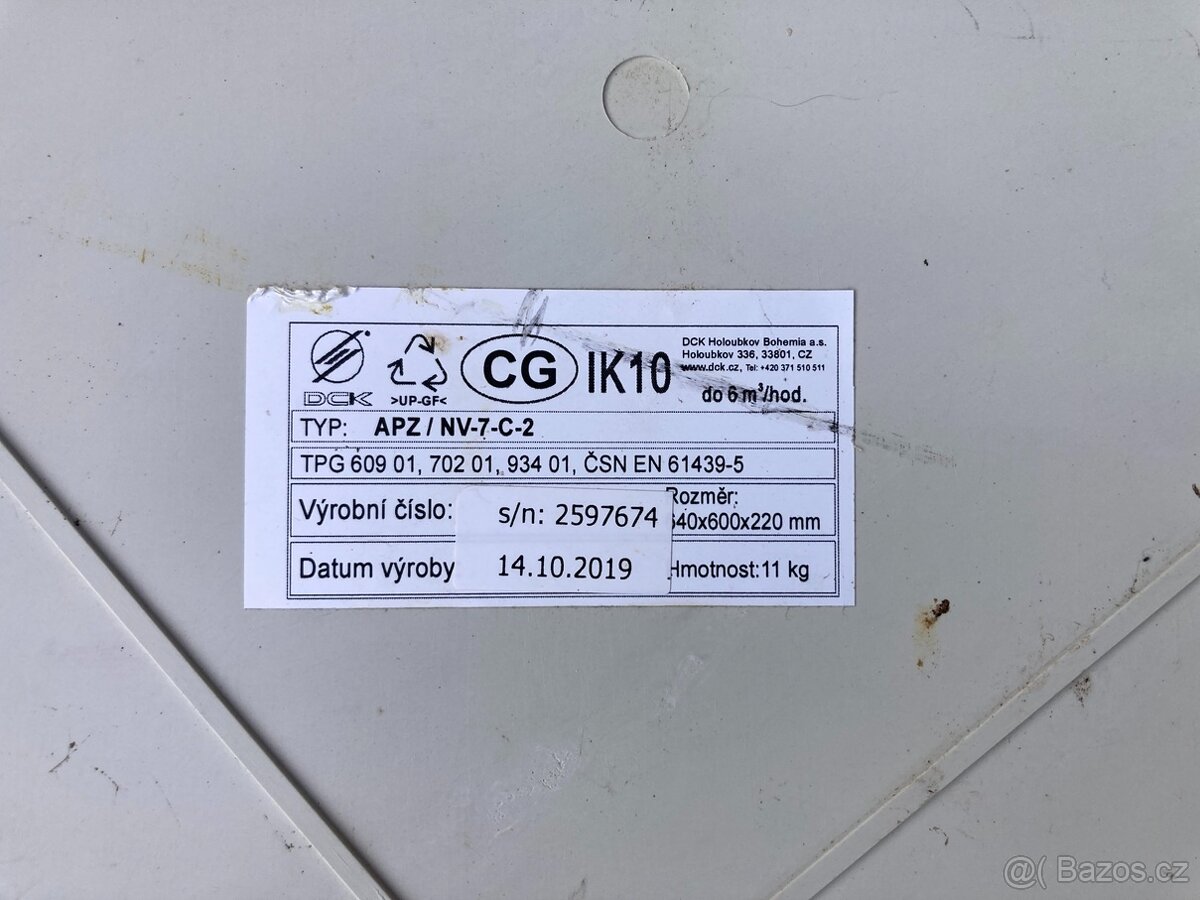 DCK
>UP-GF<
CG
IK10
DCK Holoubkov Bohemia a.s.
Holoubkov 336, 33801, CZ
www.dck.cz, Tel: +420 371 510 511
do 6 m³/hod.
TYP: APZ / NV-7-C-2
TPG 609 01, 702 01, 934 01, ČSN EN 61439-5
Výrobní číslo: s/n: 2597674
Rozměr:
640x600x220 mm
Datum výroby 14.10.2019
Hmotnost: 11 kg
@( Bazos.cz